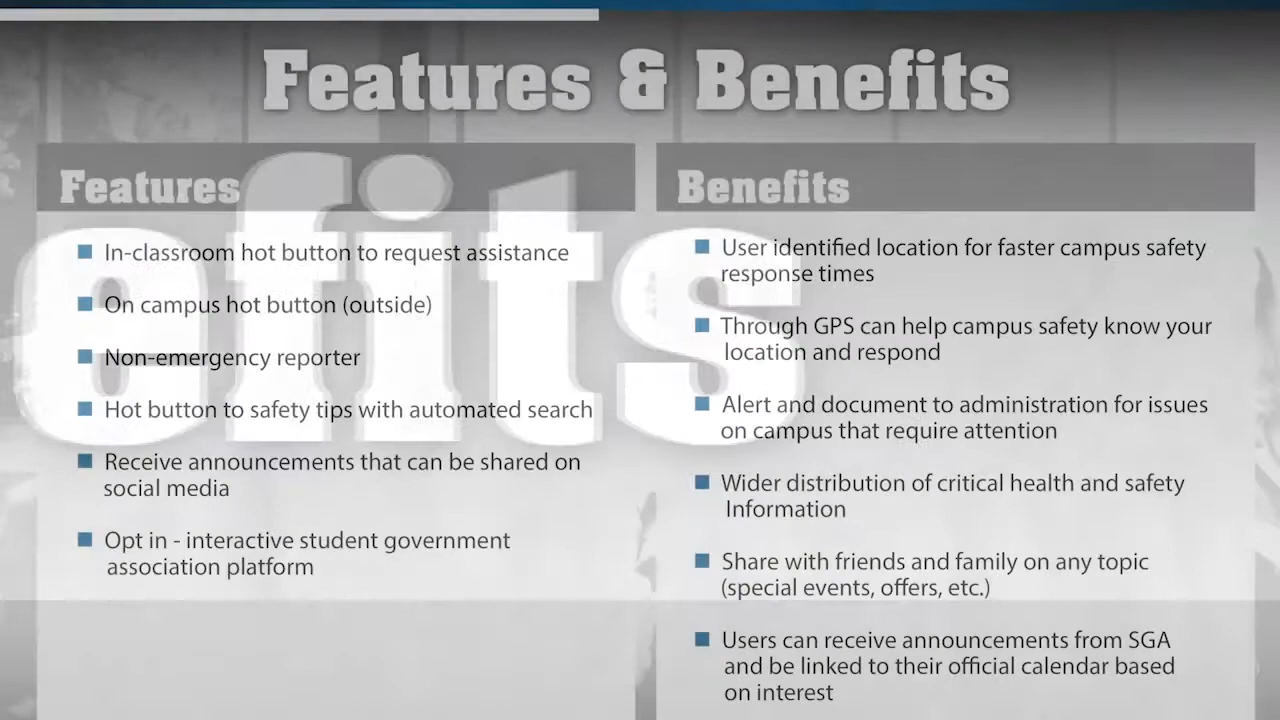 Features & Benefits
Features
In-classroom hot button to request assistance
On campus hot button (outside)
Non-emergency reporter
Hot button to safety tips with automated search
Receive announcements that can be shared on
social media
Opt in - interactive student government
association platform
Benefits
User identified location for faster campus safety
response times
Through GPS can help campus safety know your
location and respond
Alert and document to administration for issues
on campus that require attention
Wider distribution of critical health and safety
Information
Share with friends and family on any topic
(special events, offers, etc.)
Users can receive announcements from SGA
and be linked to their official calendar based
on interest
efits